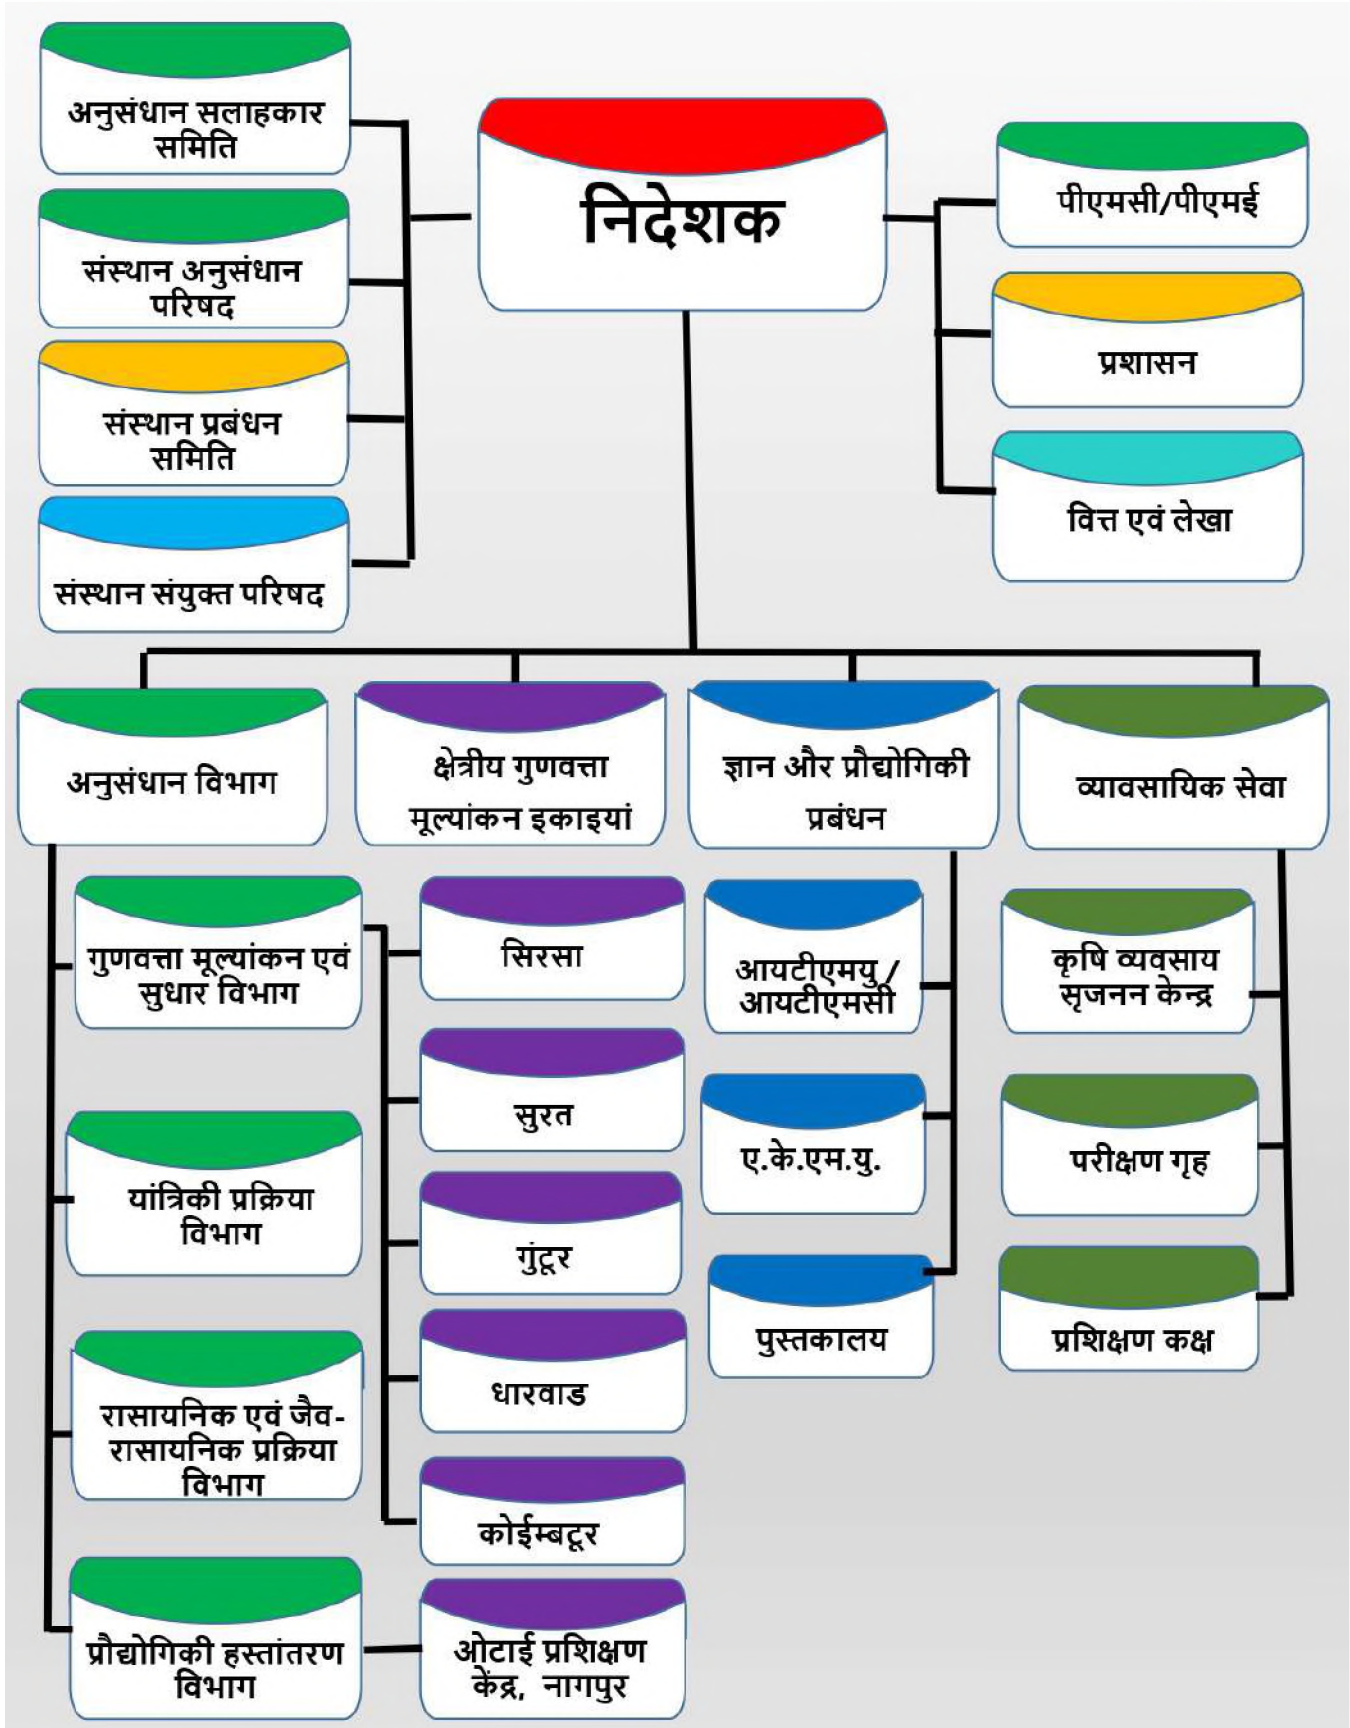 अनुसंधान सलाहकार
समिति
संस्थान अनुसंधान
परिषद
संस्थान प्रबंधन
समिति
संस्थान संयुक्त परिषद
निदेशक
पीएमसी/पीएमई
प्रशासन
वित्त एवं लेखा
अनुसंधान विभाग
क्षेत्रीय गुणवत्ता
मूल्यांकन इकाइयां
ज्ञान और प्रौद्योगिकी
प्रबंधन
व्यावसायिक सेवा
गुणवत्ता मूल्यांकन एवं
सुधार विभाग
यांत्रिकी प्रक्रिया
विभाग
रासायनिक एवं जैव-
रासायनिक प्रक्रिया
विभाग
प्रौद्योगिकी हस्तांतरण
विभाग
सिरसा
सुरत
गुंटूर
धारवाड
कोईम्बटूर
ओटाई प्रशिक्षण
केंद्र, नागपुर
आयटीएमयु /
आयटीएमसी
ए.के.एम.यु.
पुस्तकालय
कृषि व्यवसाय
सृजनन केन्द्र
परीक्षण गृह
प्रशिक्षण कक्ष